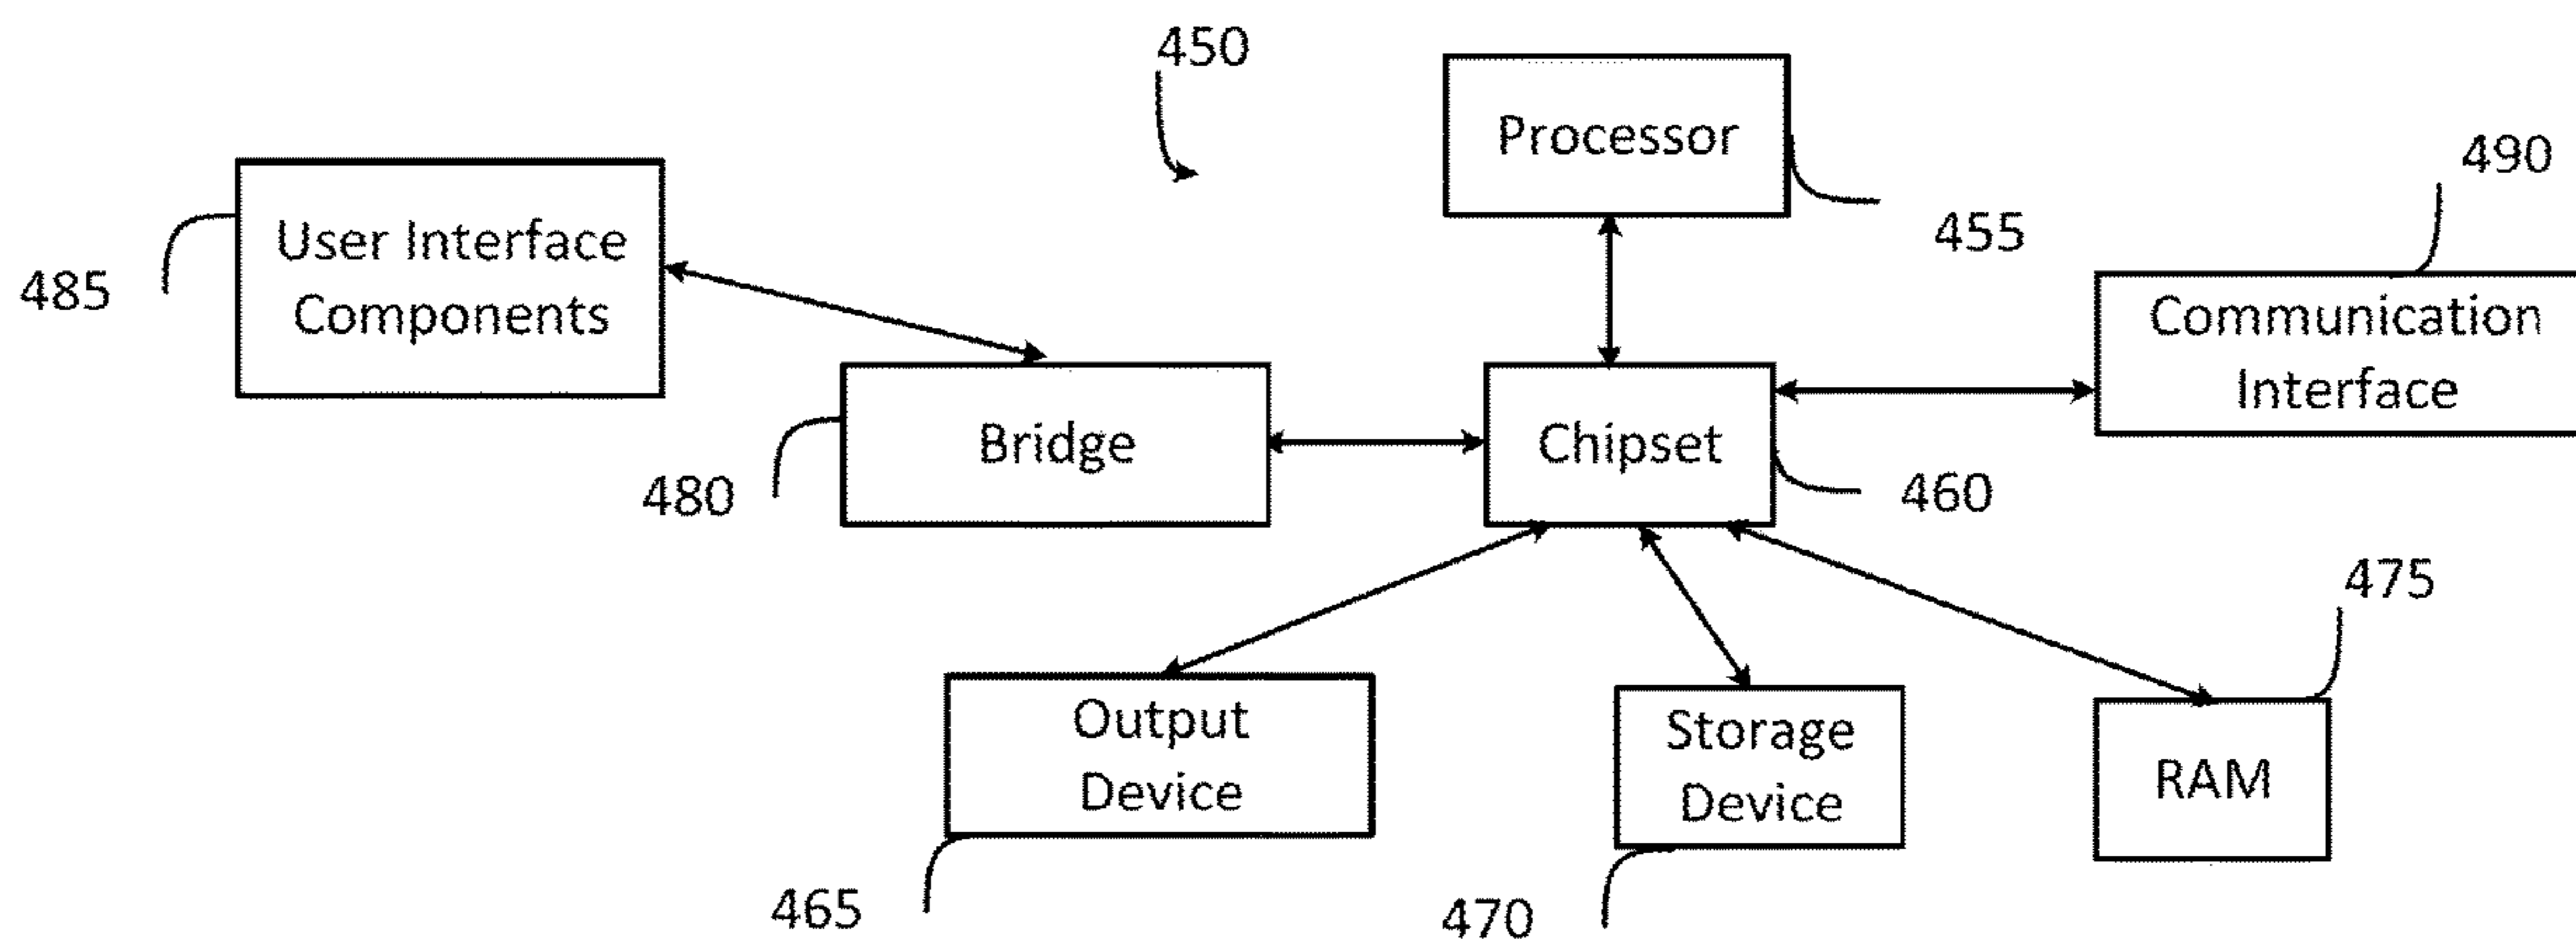 450
Processor
490
User Interface
Components
455
485
Communication
Interface
Bridge
Chipset
480
460
475
Output
Device
Storage
Device
RAM
465
470